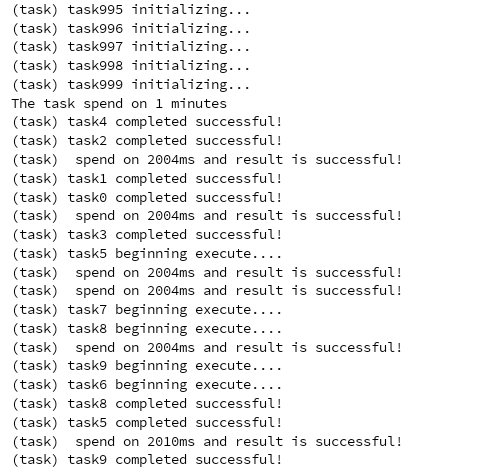 (task) task995 initializing...
(task) task996 initializing...
(task) task997 initializing...
(task) task998 initializing...
(task) task999 initializing...
The task spend on 1 minutes
(task) task4 completed successful!
(task) task2 completed successful!
(task)  spend on 2004ms and result is successful!
(task) task1 completed successful!
(task) task0 completed successful!
(task)  spend on 2004ms and result is successful!
(task) task3 completed successful!
(task) task5 beginning execute....
(task)  spend on 2004ms and result is successful!
(task)  spend on 2004ms and result is successful!
(task) task7 beginning execute....
(task) task8 beginning execute....
(task)  spend on 2004ms and result is successful!
(task) task9 beginning execute....
(task) task6 beginning execute....
(task) task8 completed successful!
(task) task5 completed successful!
(task)  spend on 2010ms and result is successful!
(task) task9 completed successful!